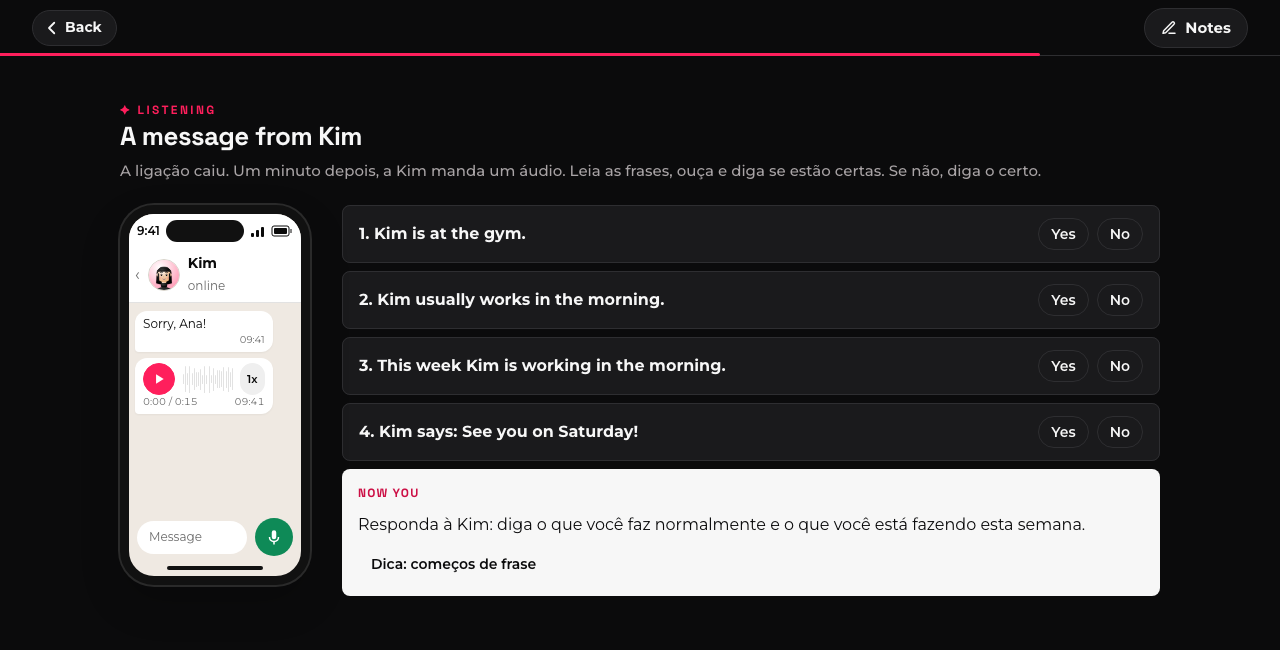 Back
Notes
LISTENING
A message from Kim
A ligação caiu. Um minuto depois, a Kim manda um áudio. Leia as frases, ouça e diga se estão certas. Se não, diga o certo.
9:41
Kim
online
Sorry, Ana!
09:41
1x
0:00 / 0:15
09:41
Message
1. Kim is at the gym.
Yes
No
2. Kim usually works in the morning.
Yes
No
3. This week Kim is working in the morning.
Yes
No
4. Kim says: See you on Saturday!
Yes
No
NOW YOU
Responda à Kim: diga o que você faz normalmente e o que você está fazendo esta semana.
Dica: começos de frase